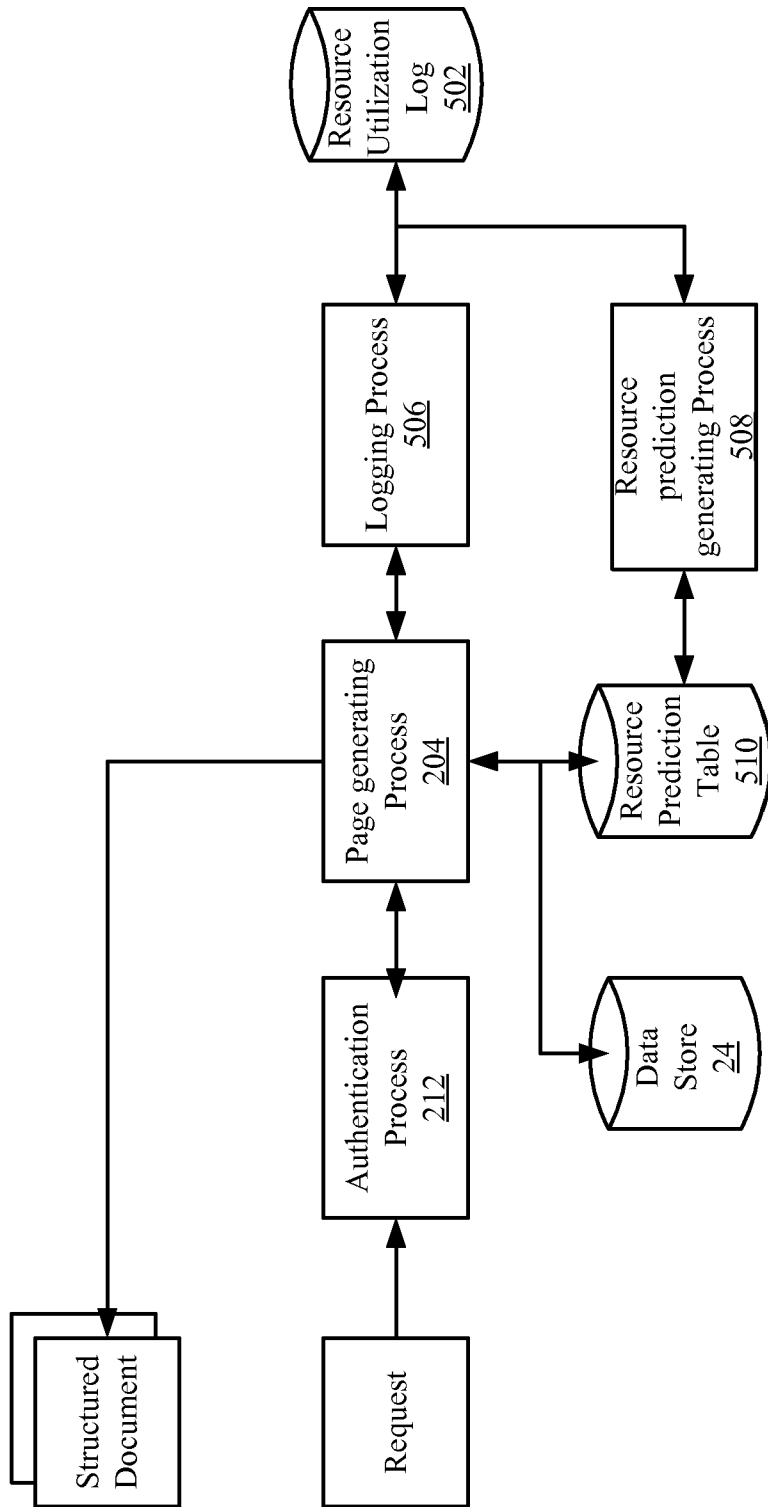 Structured
Document
Request
Authentication
Process
212
Page generating
Process
204
Logging Process
506
Resource
Utilization
Log
502
Data
Store
24
Resource
Prediction
Table
510
Resource
prediction
generating Process
508